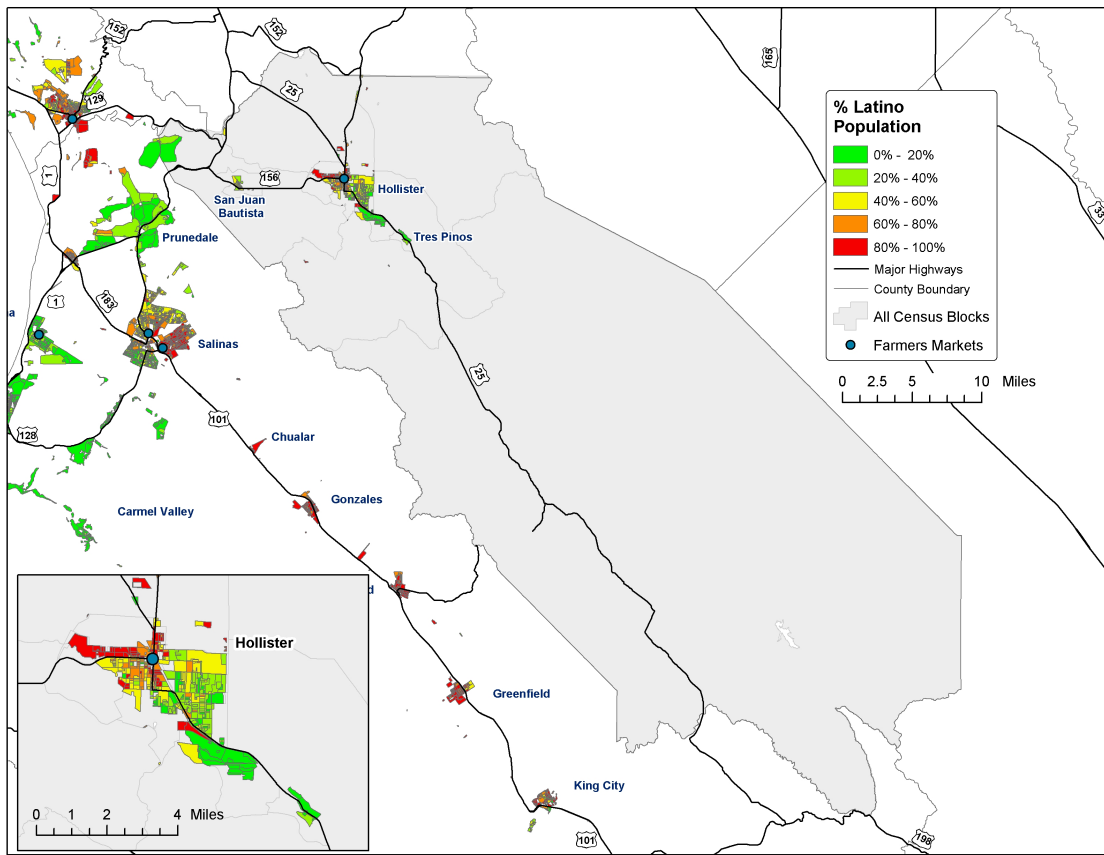 152
152
165
25
129
33
% Latino
Population
0% - 20%
20% - 40%
40% - 60%
60% - 80%
80% - 100%
Major Highways
County Boundary
All Census Blocks
Farmers Markets
0 2.5 5 10 Miles
1
156
Hollister
San Juan
Bautista
Tres Pinos
Prunedale
183
1
a
Salinas
25
101
128
Chualar
Gonzales
Carmel Valley
d
Hollister
Greenfield
King City
0 2 4 Miles
101
198